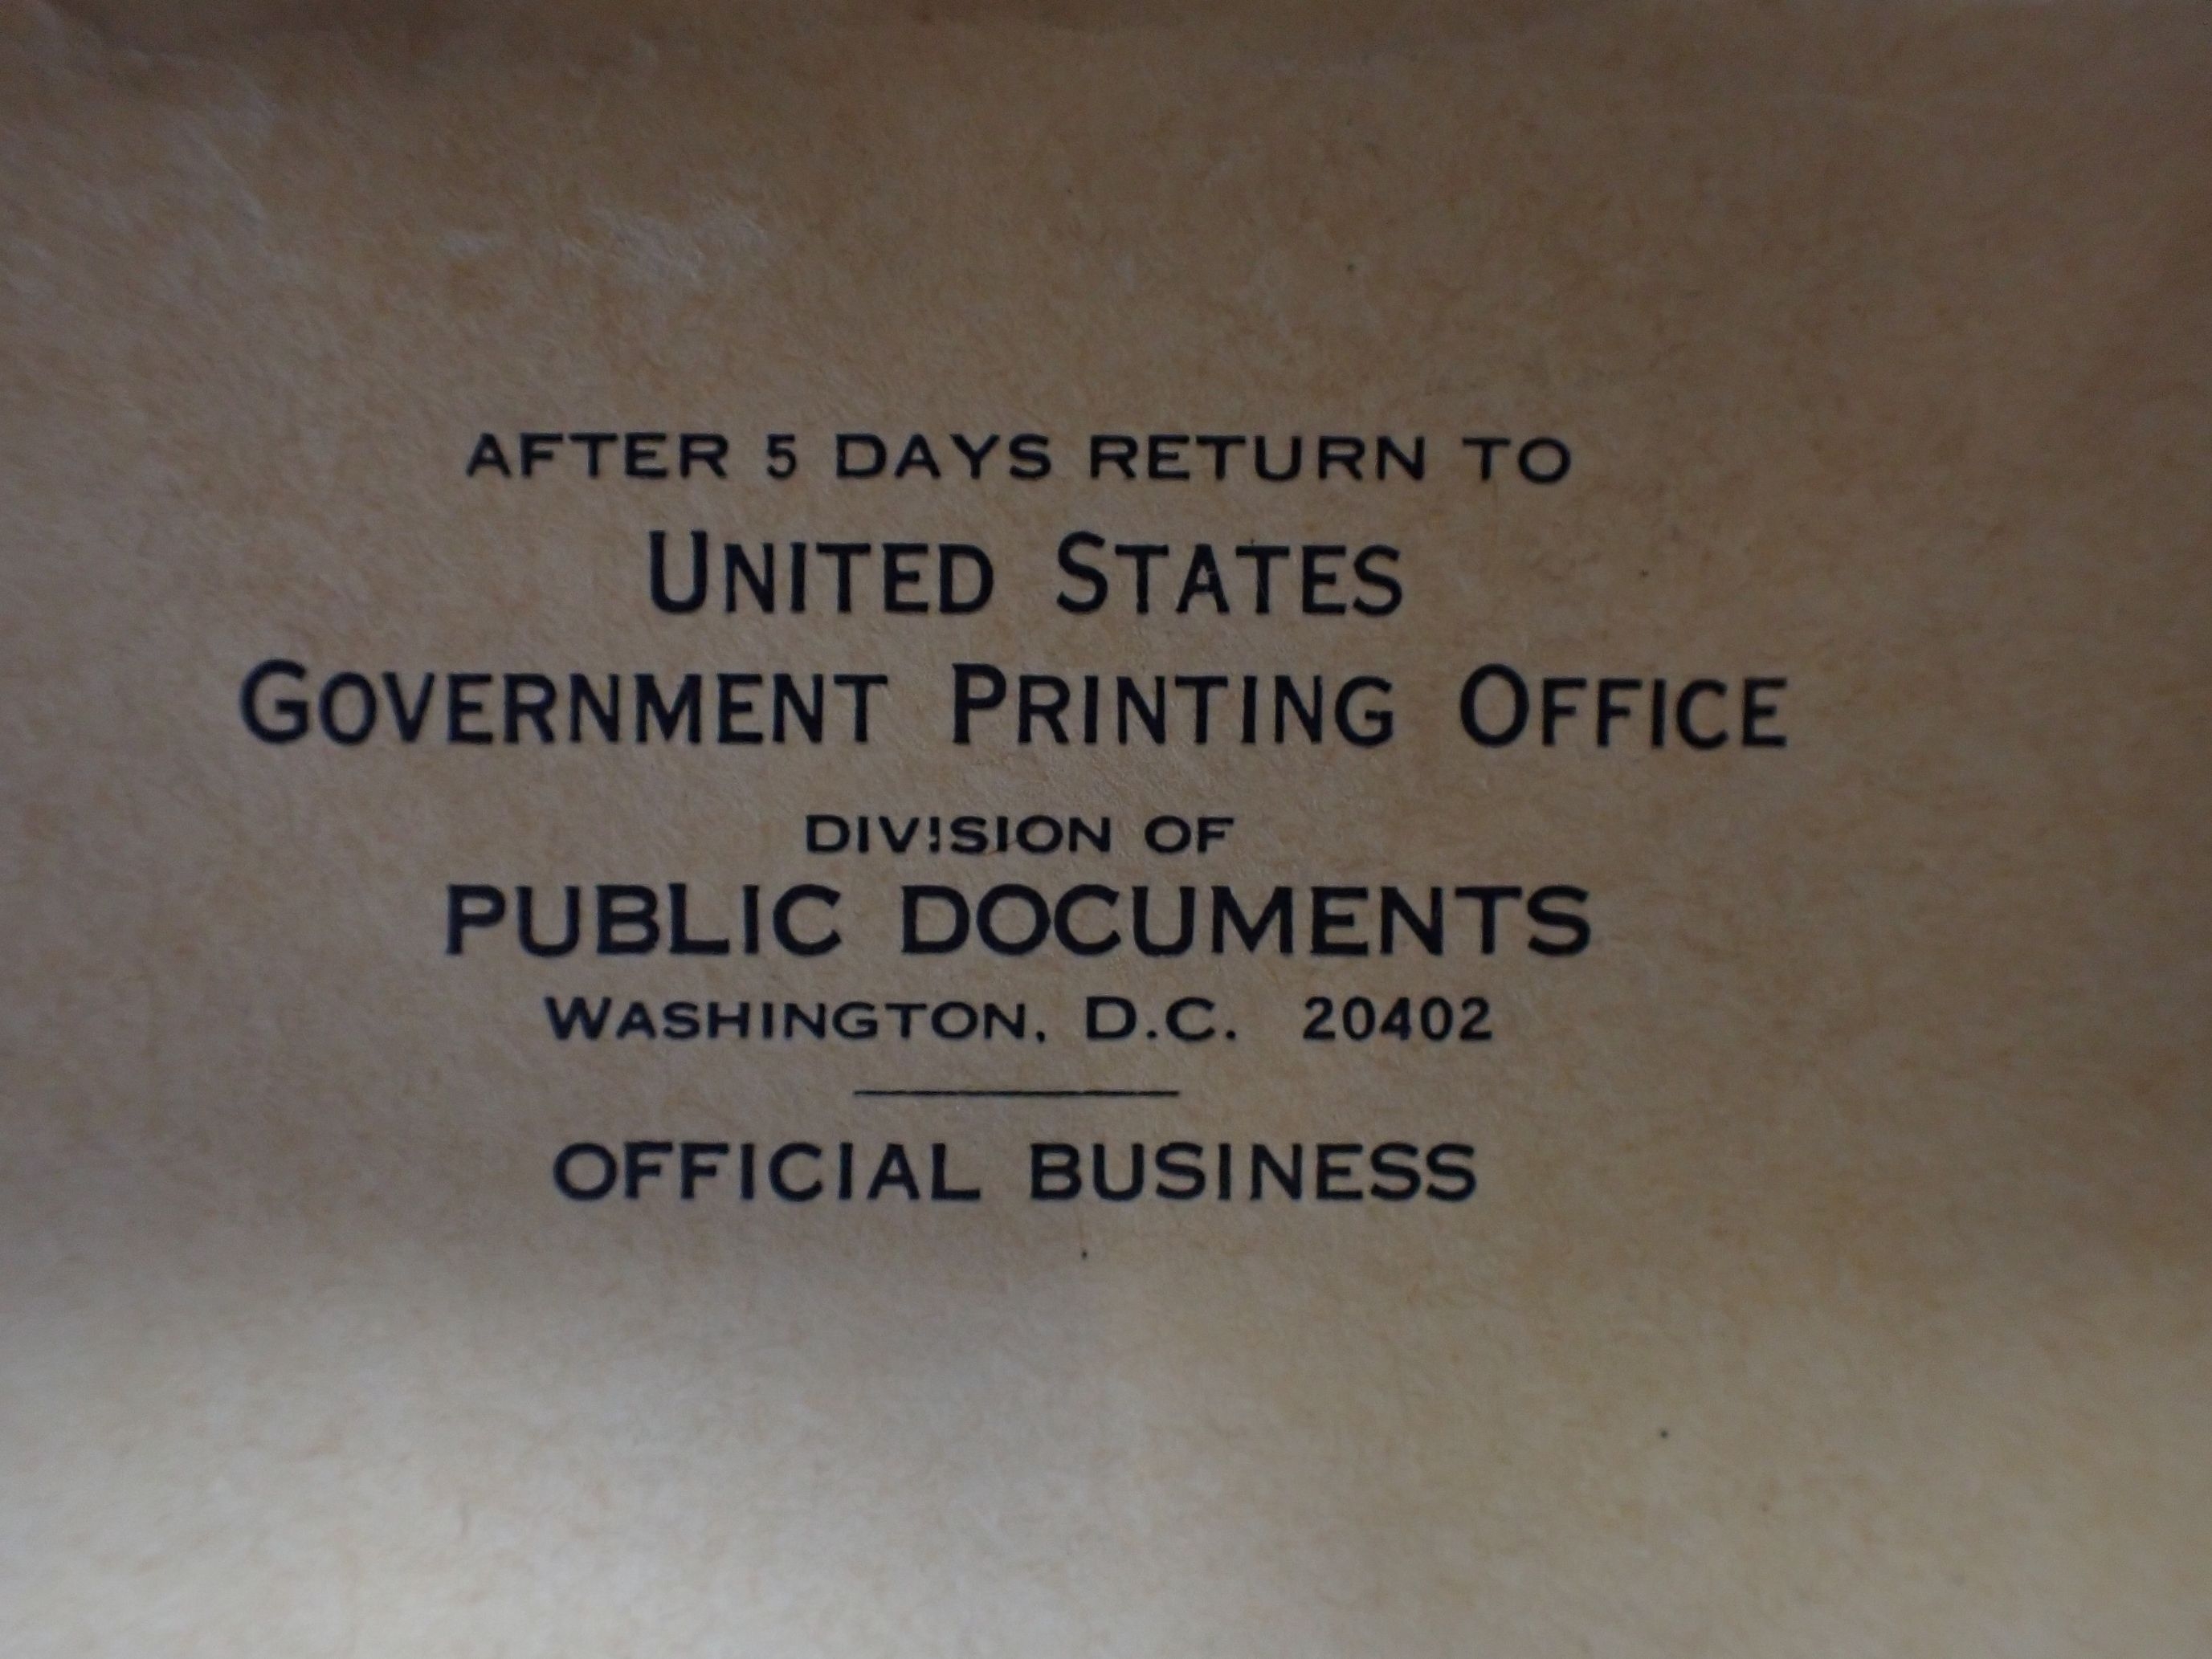 AFTER 5 DAYS RETURN TO
UNITED STATES
GOVERNMENT PRINTING OFFICE
DIVISION OF
PUBLIC DOCUMENTS
WASHINGTON, D.C. 20402
OFFICIAL BUSINESS